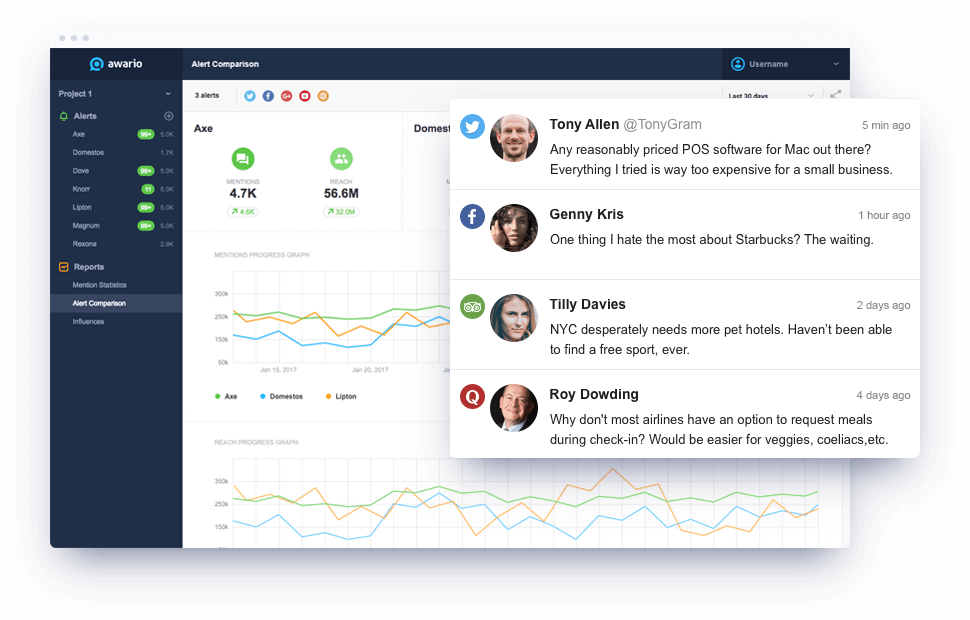 awario
Alert Comparison
Username
Project 1
Alerts
Axe 99+ 5.0K
Domestos 1.7K
Dove 99+ 5.0K
Knorr 11 5.0K
Lipton 99+ 5.0K
Magnum 99+ 5.0K
Rexona 2.9K
Reports
Mention Statistics
Alert Comparison
Influences
3 alerts
Last 30 days
Axe
MENTIONS
4.7K
4.6K
REACH
56.6M
32.0M
Domest
M
MENTIONS PROGRESS GRAPH
350k
250k
150k
50k
Jan 15, 2017
Jan 20, 2017
Axe
Domestos
Lipton
REACH PROGRESS GRAPH
350k
250k
150k
Tony Allen @TonyGram
5 min ago
Any reasonably priced POS software for Mac out there?
Everything I tried is way too expensive for a small business.
Genny Kris
1 hour ago
One thing I hate the most about Starbucks? The waiting.
Tilly Davies
2 days ago
NYC desperately needs more pet hotels. Haven’t been able
to find a free sport, ever.
Roy Dowding
4 days ago
Why don't most airlines have an option to request meals
during check-in? Would be easier for veggies, coeliacs,etc.